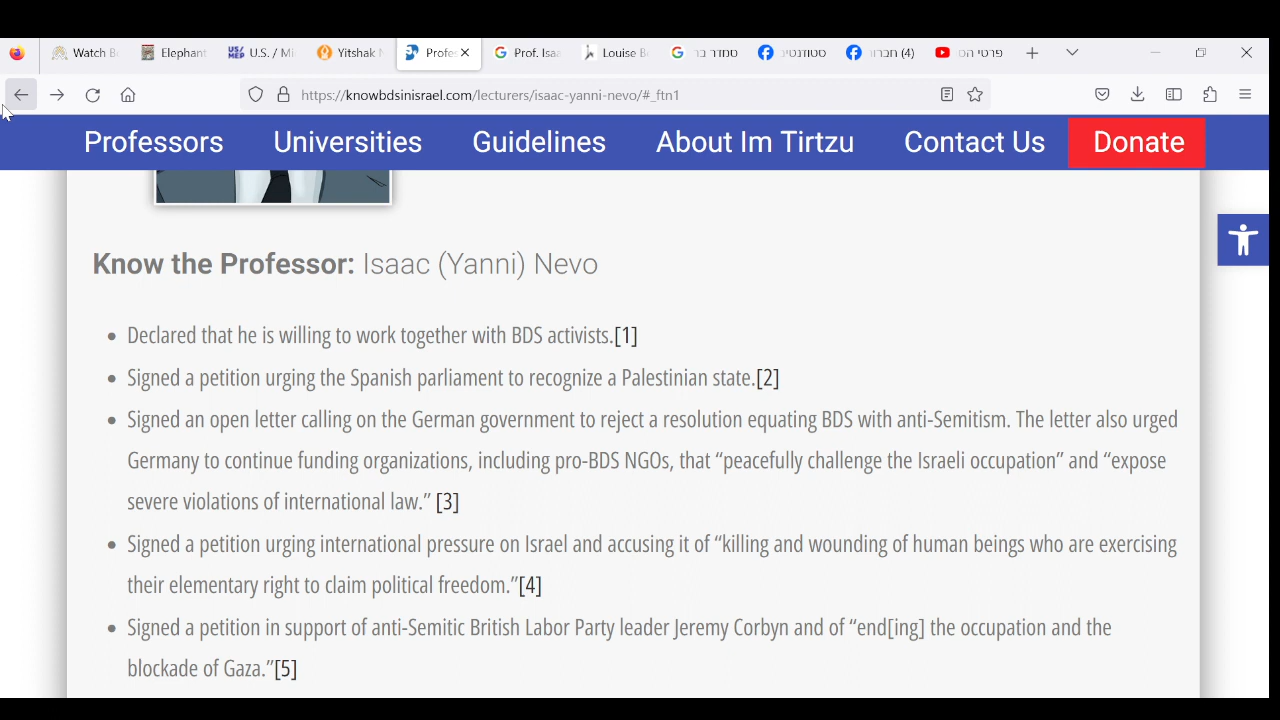 Watch B
Elephant
US/MEP U.S. / Mi
Yitshak N
Profes
Prof. Isaa
Louise B
סמדר בר
סטודנטי
(4) חברו
פרטי הס
https://knowbdsinisrael.com/lecturers/isaac-yanni-nevo/#_ftn1
Professors Universities Guidelines About Im Tirtzu Contact Us Donate
Know the Professor: Isaac (Yanni) Nevo
• Declared that he is willing to work together with BDS activists.[1]
• Signed a petition urging the Spanish parliament to recognize a Palestinian state.[2]
• Signed an open letter calling on the German government to reject a resolution equating BDS with anti-Semitism. The letter also urged
Germany to continue funding organizations, including pro-BDS NGOs, that “peacefully challenge the Israeli occupation” and “expose
severe violations of international law.” [3]
• Signed a petition urging international pressure on Israel and accusing it of “killing and wounding of human beings who are exercising
their elementary right to claim political freedom.”[4]
• Signed a petition in support of anti-Semitic British Labor Party leader Jeremy Corbyn and of “end[ing] the occupation and the
blockade of Gaza.”[5]